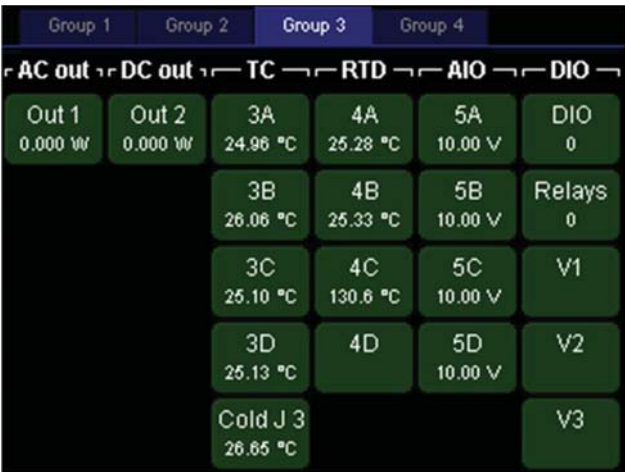 Group 1 Group 2 Group 3 Group 4
AC out DC out TC RTD AIO DIO
Out 1 Out 2 3A 4A 5A DIO
0.000 W 0.000 W 24.96 °C 25.28 °C 10.00 V 0
3B 4B 5B Relays
26.06 °C 25.33 °C 10.00 V 0
3C 4C 5C V1
25.10 °C 130.6 °C 10.00 V
3D 4D 5D V2
25.13 °C 10.00 V
Cold J 3 V3
26.65 °C